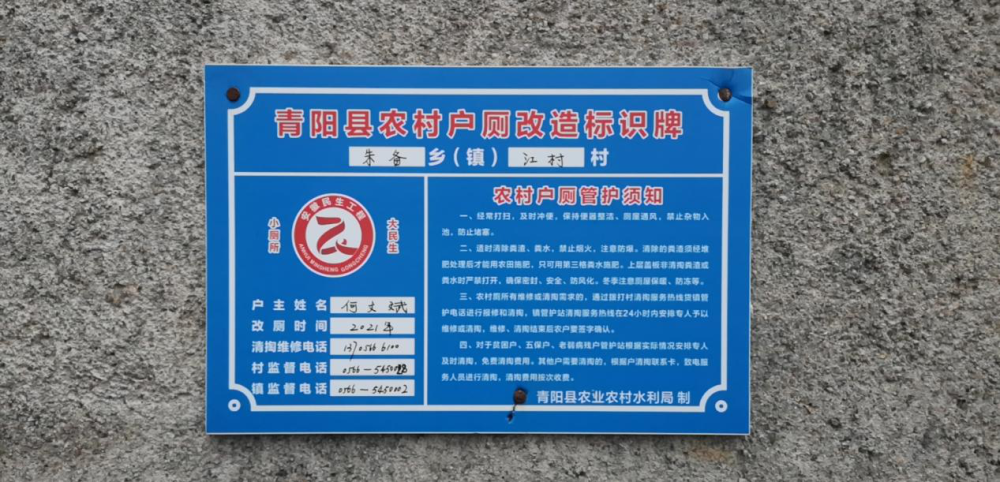 青阳县农村户厕改造标识牌
朱备 乡（镇） 江村 村
安徽民生工程
ANHUI MINSHENG GONGCHENG
小厕所
大民生
户主姓名 何文斌
改厕时间 2021年
清掏维修电话
村监督电话
镇监督电话 0566-5450002
农村户厕管护须知
一、经常打扫，及时冲便，保持便器整洁、厕屋通风，禁止杂物入
池，防止堵塞。
二、适时清除粪渣、粪水，禁止烟火，注意防爆。清除的粪渣须经堆
肥处理后才能用农田施肥，只可用第三格粪水施肥。上层盖板非清掏粪渣或
粪水时严禁打开，确保密封、安全、防风化。冬季注意厕屋保暖、防冻等。
三、农村厕所有维修或清掏需求的，通过拨打村清掏服务热线或镇管
护电话进行报修和清掏，镇管护站清掏服务热线在24小时内安排专人予以
维修或清掏，维修、清掏结束后农户要签字确认。
四、对于贫困户、五保户、老弱病残户管护站根据实际情况安排专人
及时清掏，免费清掏费用。其他户需要清掏的，根据户清掏联系卡，致电服
务人员进行清掏，清掏费用按次收费。
青阳县农业农村水利局 制